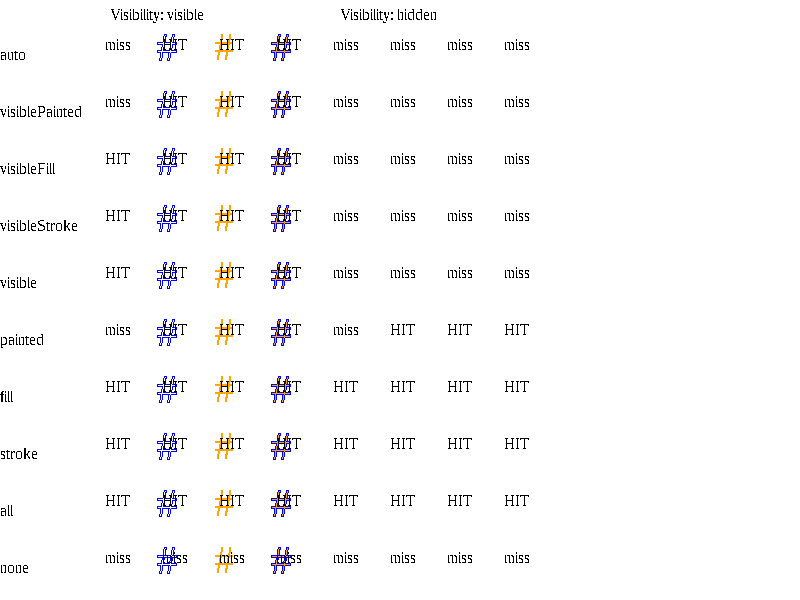 Visibility: visible Visibility: hidden
auto miss # HIT # HIT # HIT miss miss miss miss
visiblePainted miss # HIT # HIT # HIT miss miss miss miss
visibleFill HIT # HIT # HIT # HIT miss miss miss miss
visibleStroke HIT # HIT # HIT # HIT miss miss miss miss
visible HIT # HIT # HIT # HIT miss miss miss miss
painted miss # HIT # HIT # HIT miss HIT HIT HIT
fill HIT # HIT # HIT # HIT HIT HIT HIT HIT
stroke HIT # HIT # HIT # HIT HIT HIT HIT HIT
all HIT # HIT # HIT # HIT HIT HIT HIT HIT
none miss # miss # miss # miss miss miss miss miss